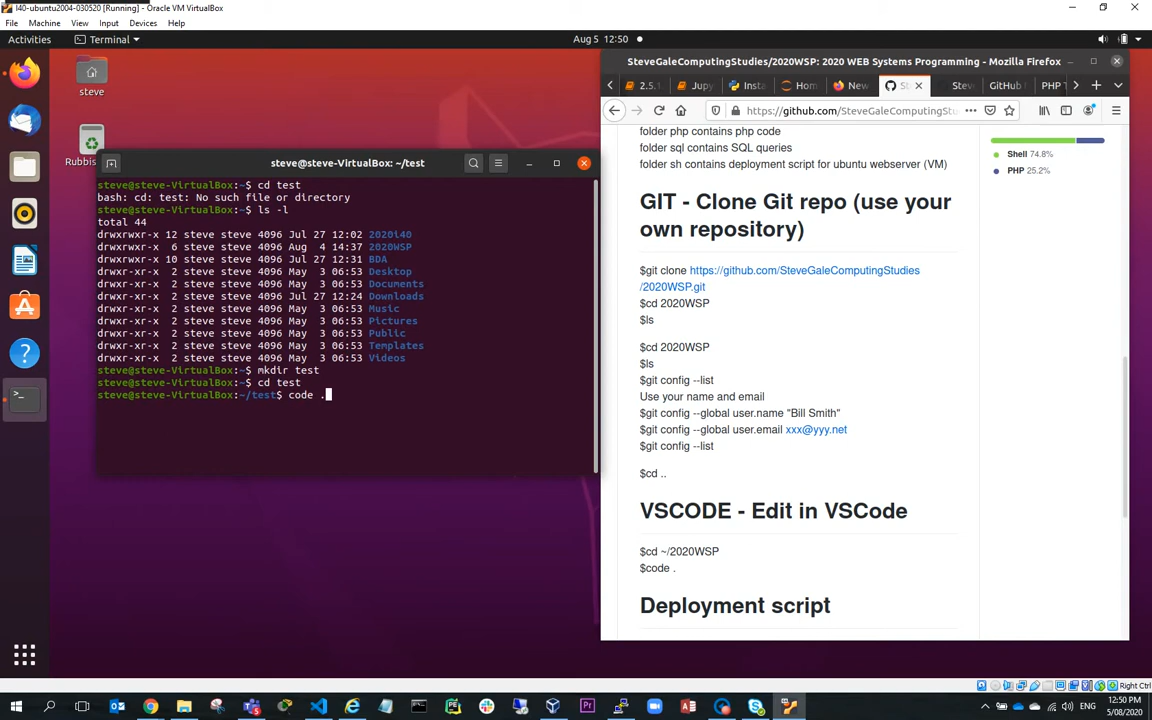 l40-ubuntu2004-030520 [Running] - Oracle VM VirtualBox
File Machine View Input Devices Help
Activities Terminal Aug 5 12:50
steve
Rubbis
steve@steve-VirtualBox: ~/test
steve@steve-VirtualBox:~$ cd test
bash: cd: test: No such file or directory
steve@steve-VirtualBox:~$ ls -l
total 44
drwxrwxr-x 12 steve steve 4096 Jul 27 12:02 2020i40
drwxrwxr-x 6 steve steve 4096 Aug 4 14:37 2020WSP
drwxrwxr-x 10 steve steve 4096 Jul 27 12:31 BDA
drwxr-xr-x 2 steve steve 4096 May 3 06:53 Desktop
drwxr-xr-x 2 steve steve 4096 May 3 06:53 Documents
drwxr-xr-x 2 steve steve 4096 Jul 27 12:24 Downloads
drwxr-xr-x 2 steve steve 4096 May 3 06:53 Music
drwxr-xr-x 2 steve steve 4096 May 3 06:53 Pictures
drwxr-xr-x 2 steve steve 4096 May 3 06:53 Public
drwxr-xr-x 2 steve steve 4096 May 3 06:53 Templates
drwxr-xr-x 2 steve steve 4096 May 3 06:53 Videos
steve@steve-VirtualBox:~$ mkdir test
steve@steve-VirtualBox:~$ cd test
steve@steve-VirtualBox:~/test$ code .
SteveGaleComputingStudies/2020WSP: 2020 WEB Systems Programming - Mozilla Firefox
2.5. Jupy Insta Hom New St Steve GitHub PHP T
https://github.com/SteveGaleComputingStu
folder php contains php code
folder sql contains SQL queries
folder sh contains deployment script for ubuntu webserver (VM)
Shell 74.8%
PHP 25.2%
GIT - Clone Git repo (use your
own repository)
$git clone https://github.com/SteveGaleComputingStudies
/2020WSP.git
$cd 2020WSP
$ls
$cd 2020WSP
$ls
$git config --list
Use your name and email
$git config --global user.name "Bill Smith"
$git config --global user.email xxx@yyy.net
$git config --list
$cd ..
VSCODE - Edit in VSCode
$cd ~/2020WSP
$code .
Deployment script
Right Ctrl
ENG
12:50 PM
5/08/2020